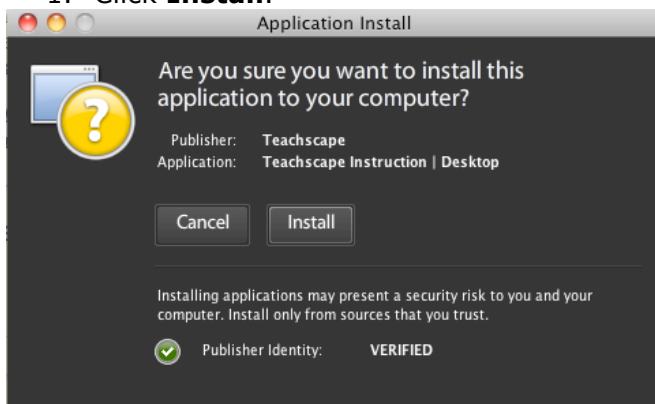 1. Click Install.
Application Install
Are you sure you want to install this
application to your computer?
Publisher: Teachscape
Application: Teachscape Instruction | Desktop
Cancel Install
Installing applications may present a security risk to you and your
computer. Install only from sources that you trust.
Publisher Identity: VERIFIED